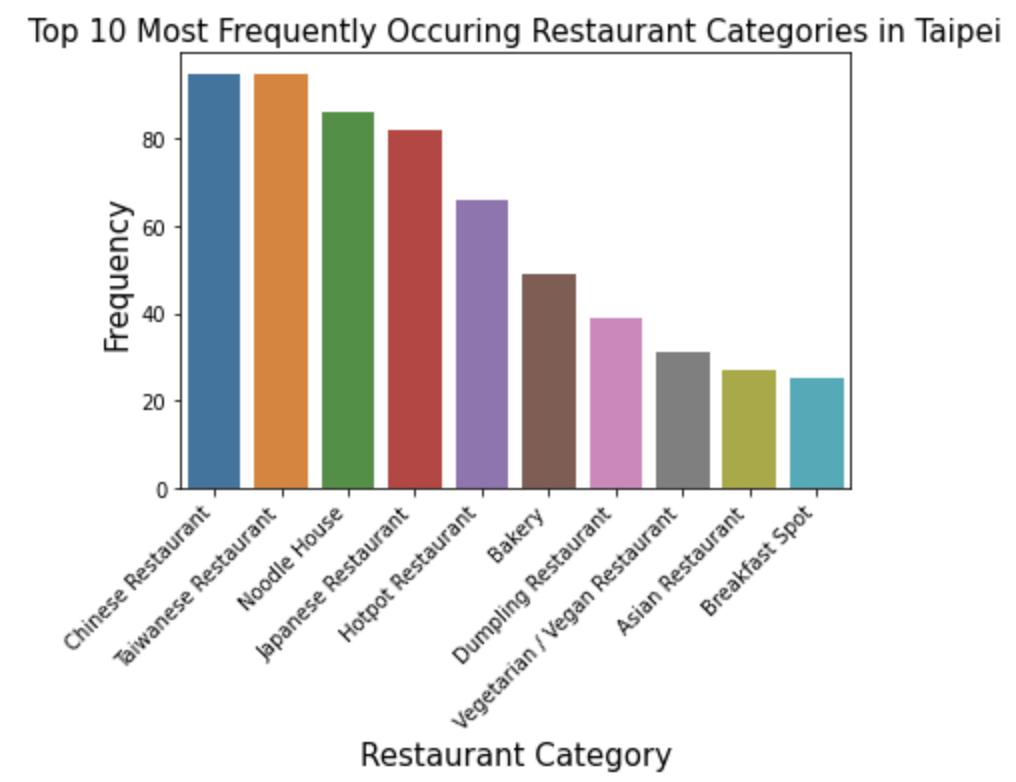 Top 10 Most Frequently Occuring Restaurant Categories in Taipei
Frequency
80
60
40
20
0
Chinese Restaurant
Taiwanese Restaurant
Noodle House
Japanese Restaurant
Hotpot Restaurant
Bakery
Dumpling Restaurant
Vegetarian / Vegan Restaurant
Asian Restaurant
Breakfast Spot
Restaurant Category